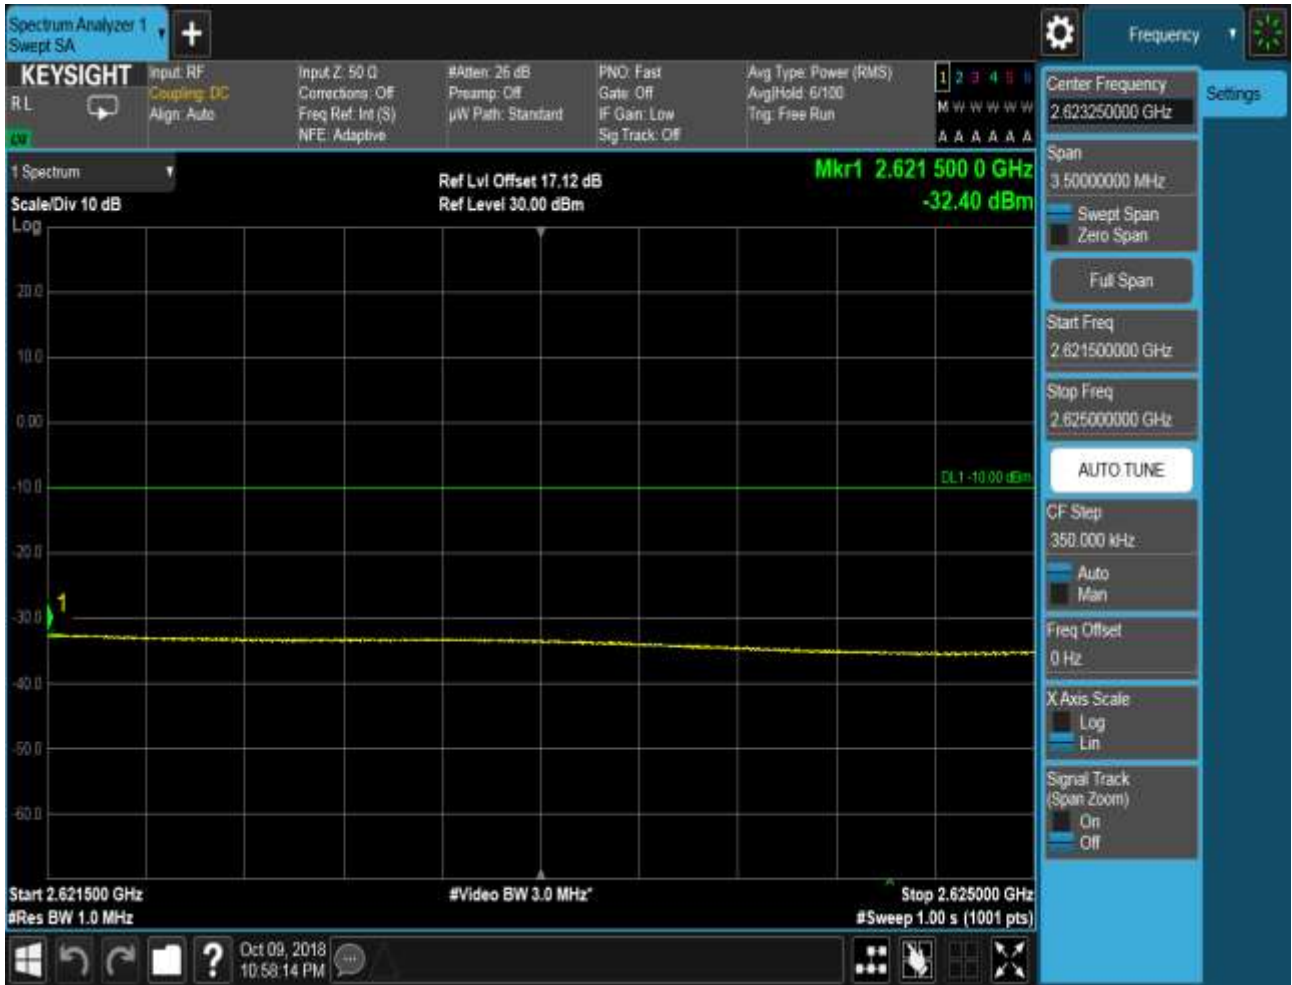 Spectrum Analyzer 1
Swept SA
Frequency
KEYSIGHT
RL
Input: RF
Coupling: DC
Align: Auto
Input Z: 50 Ω
Corrections: Off
Freq Ref: Int (S)
NFE: Adaptive
#Atten: 26 dB
Preamp: Off
µW Path: Standard
PNO: Fast
Gate: Off
IF Gain: Low
Sig Track: Off
Avg Type: Power (RMS)
Avg|Hold: 6/100
Trig: Free Run
1 2 3 4 5 6
M W W W W W
A A A A A A
1 Spectrum
Scale/Div 10 dB
Log
Ref Lvl Offset 17.12 dB
Ref Level 30.00 dBm
Mkr1 2.621 500 0 GHz
-32.40 dBm
20.0
10.0
0.00
-10.0
-20.0
-30.0
-40.0
-50.0
-60.0
DL1 -10.00 dBm
1
Start 2.621500 GHz
#Res BW 1.0 MHz
#Video BW 3.0 MHz*
Stop 2.625000 GHz
#Sweep 1.00 s (1001 pts)
Center Frequency
2.623250000 GHz
Settings
Span
3.50000000 MHz
Swept Span
Zero Span
Full Span
Start Freq
2.621500000 GHz
Stop Freq
2.625000000 GHz
AUTO TUNE
CF Step
350.000 kHz
Auto
Man
Freq Offset
0 Hz
X Axis Scale
Log
Lin
Signal Track
(Span Zoom)
On
Off
?
Oct 09, 2018
10:58:14 PM